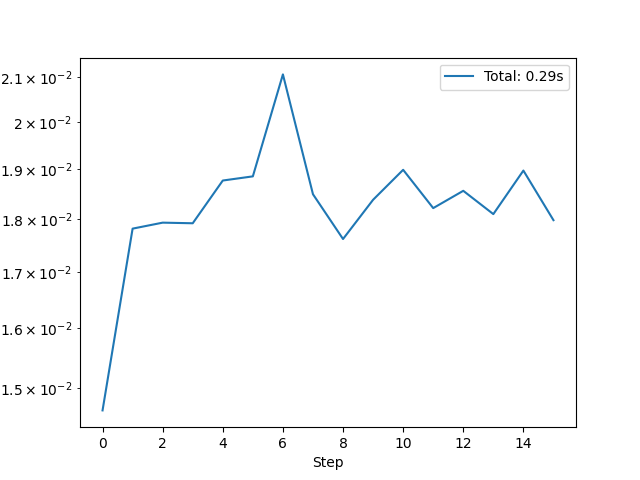 Total: 0.29s
2.1 × 10⁻²
2 × 10⁻²
1.9 × 10⁻²
1.8 × 10⁻²
1.7 × 10⁻²
1.6 × 10⁻²
1.5 × 10⁻²
0 2 4 6 8 10 12 14
Step